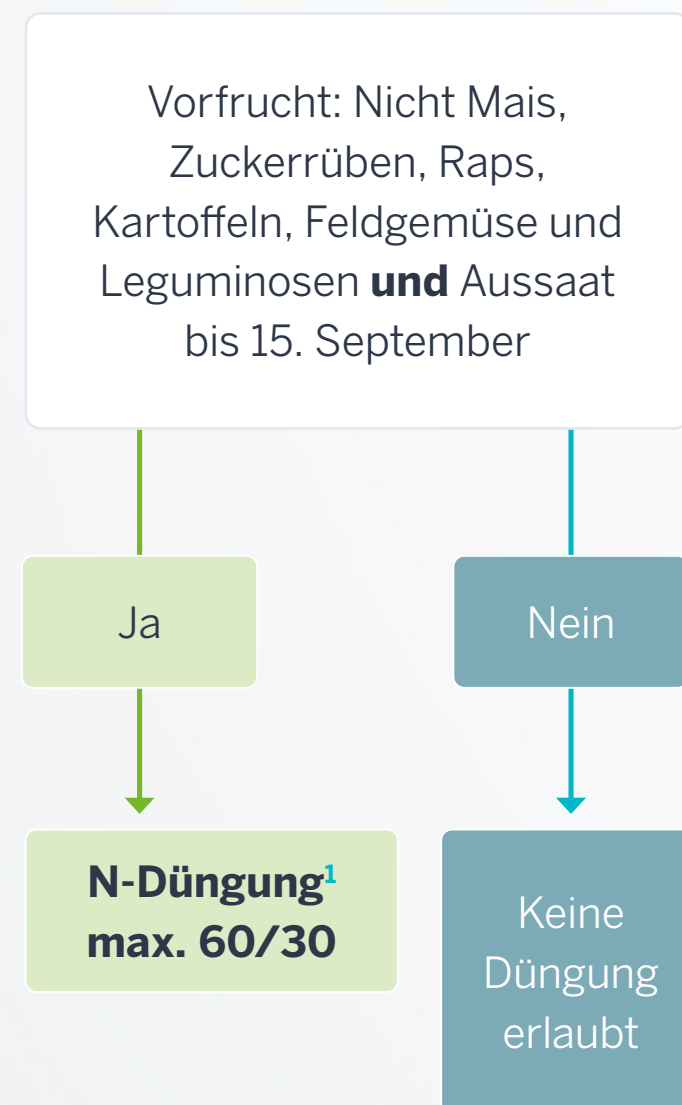 Vorfrucht: Nicht Mais,
Zuckerrüben, Raps,
Kartoffeln, Feldgemüse und
Leguminosen und Aussaat
bis 15. September
Ja
Nein
N-Düngung¹
max. 60/30
Keine
Düngung
erlaubt